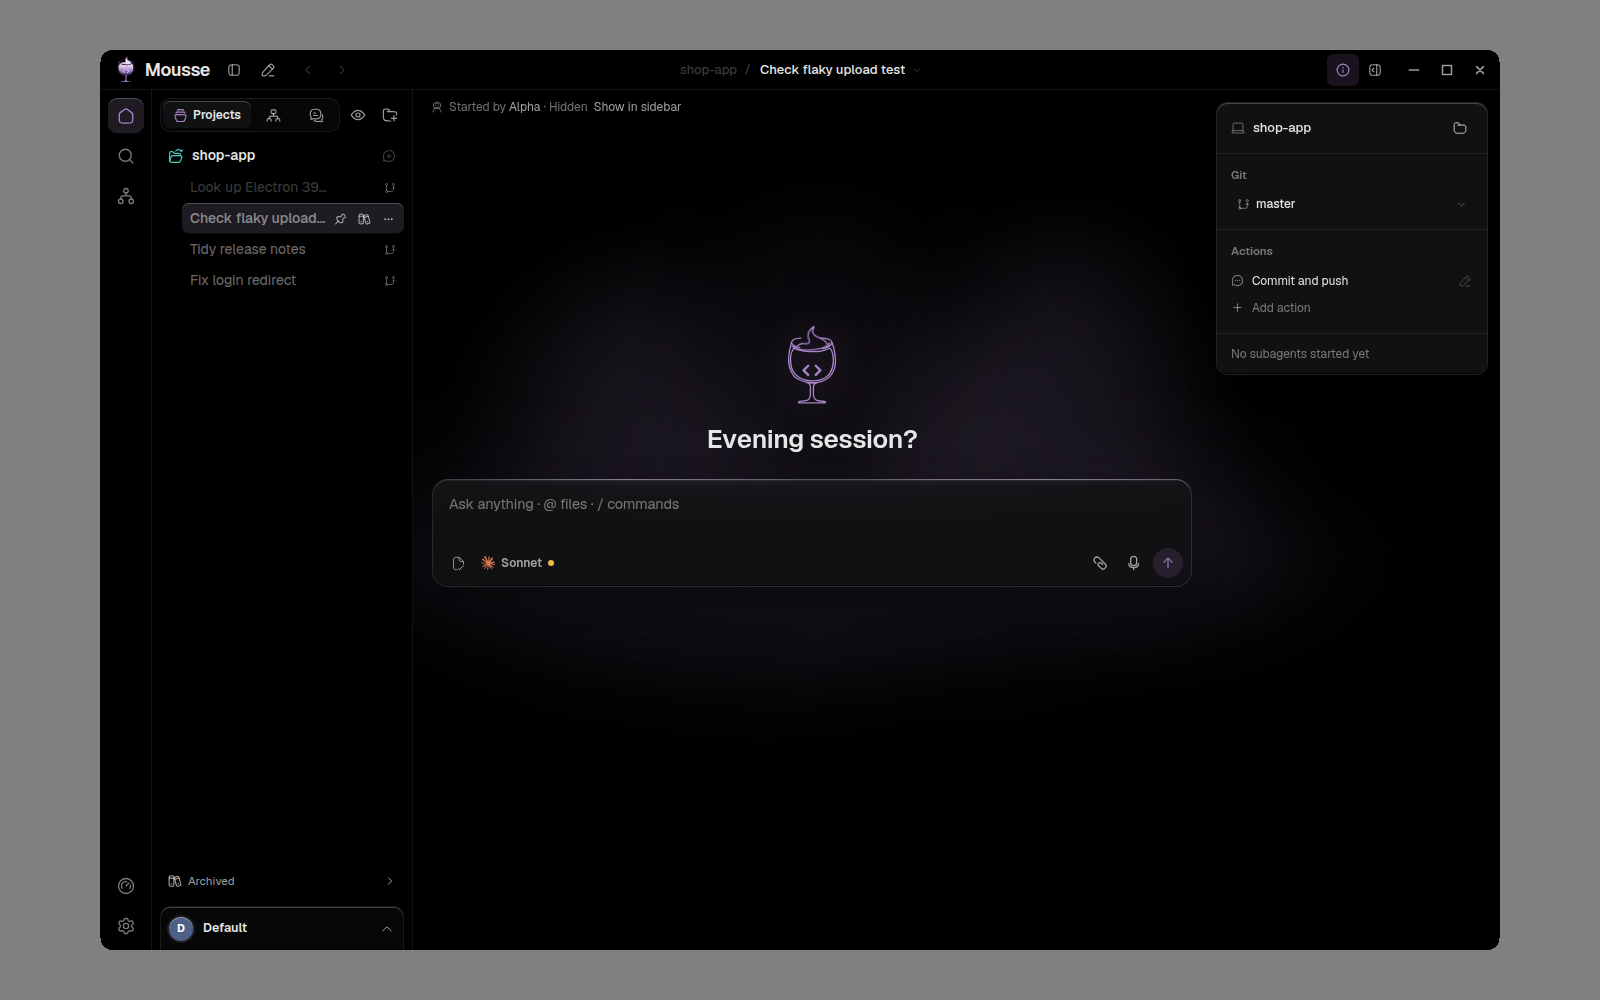 Mousse
shop-app / Check flaky upload test
Projects
shop-app
Look up Electron 39...
Check flaky upload...
Tidy release notes
Fix login redirect
Archived
D Default
Started by Alpha · Hidden Show in sidebar
Evening session?
Ask anything · @ files · / commands
Sonnet
shop-app
Git
master
Actions
Commit and push
Add action
No subagents started yet